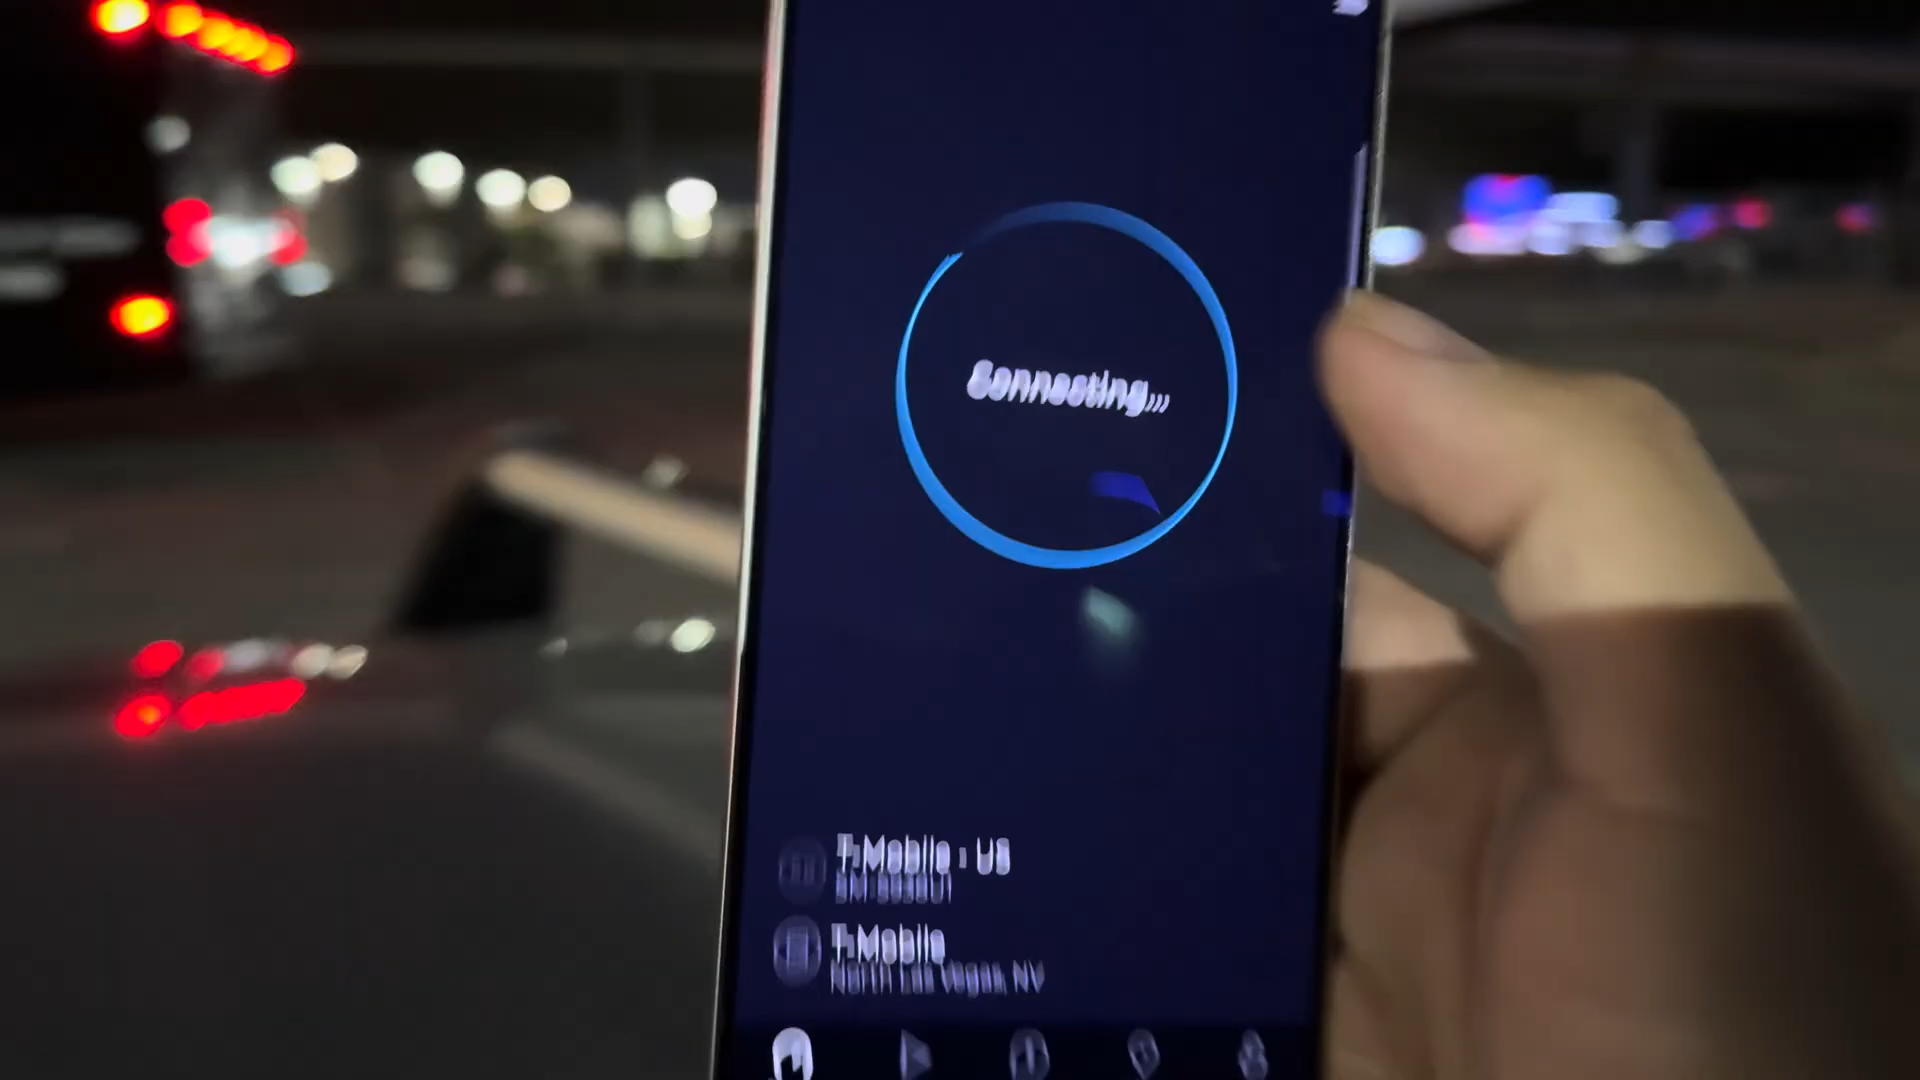 Connecting...
T-Mobile - US
T-Mobile
North Las Vegas, NV